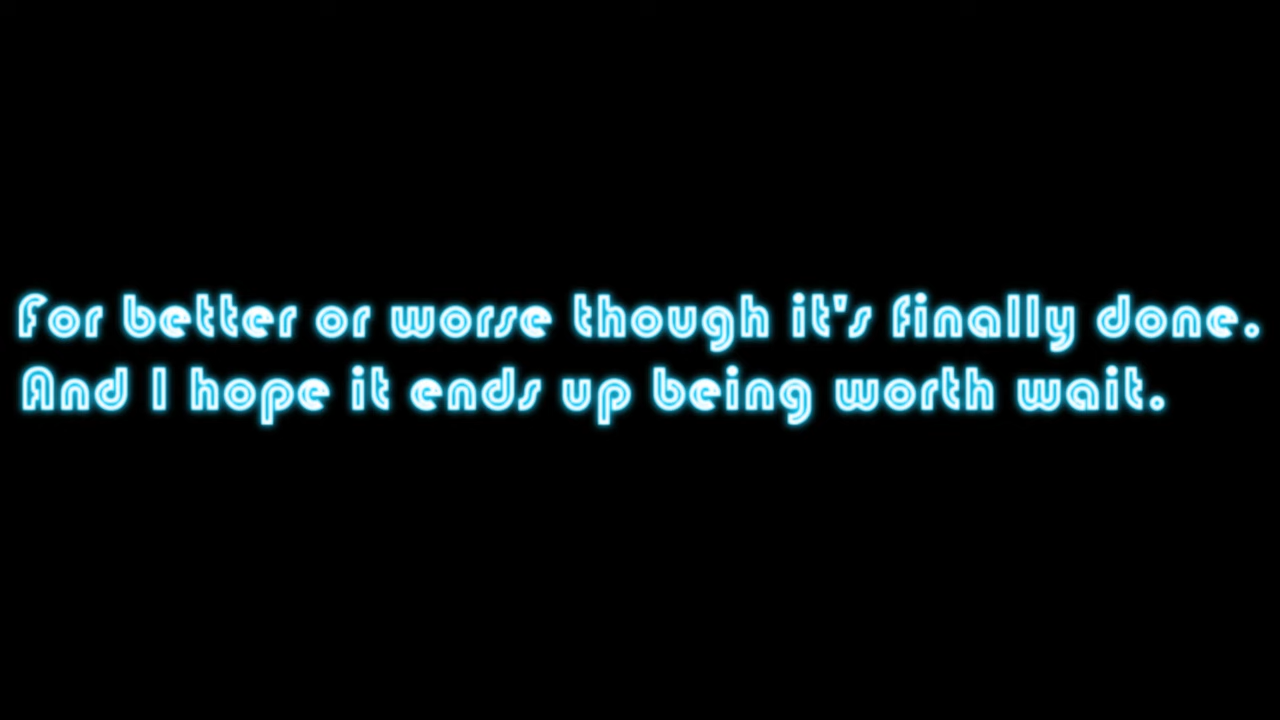 For better or worse though it's finally done.
And I hope it ends up being worth wait.